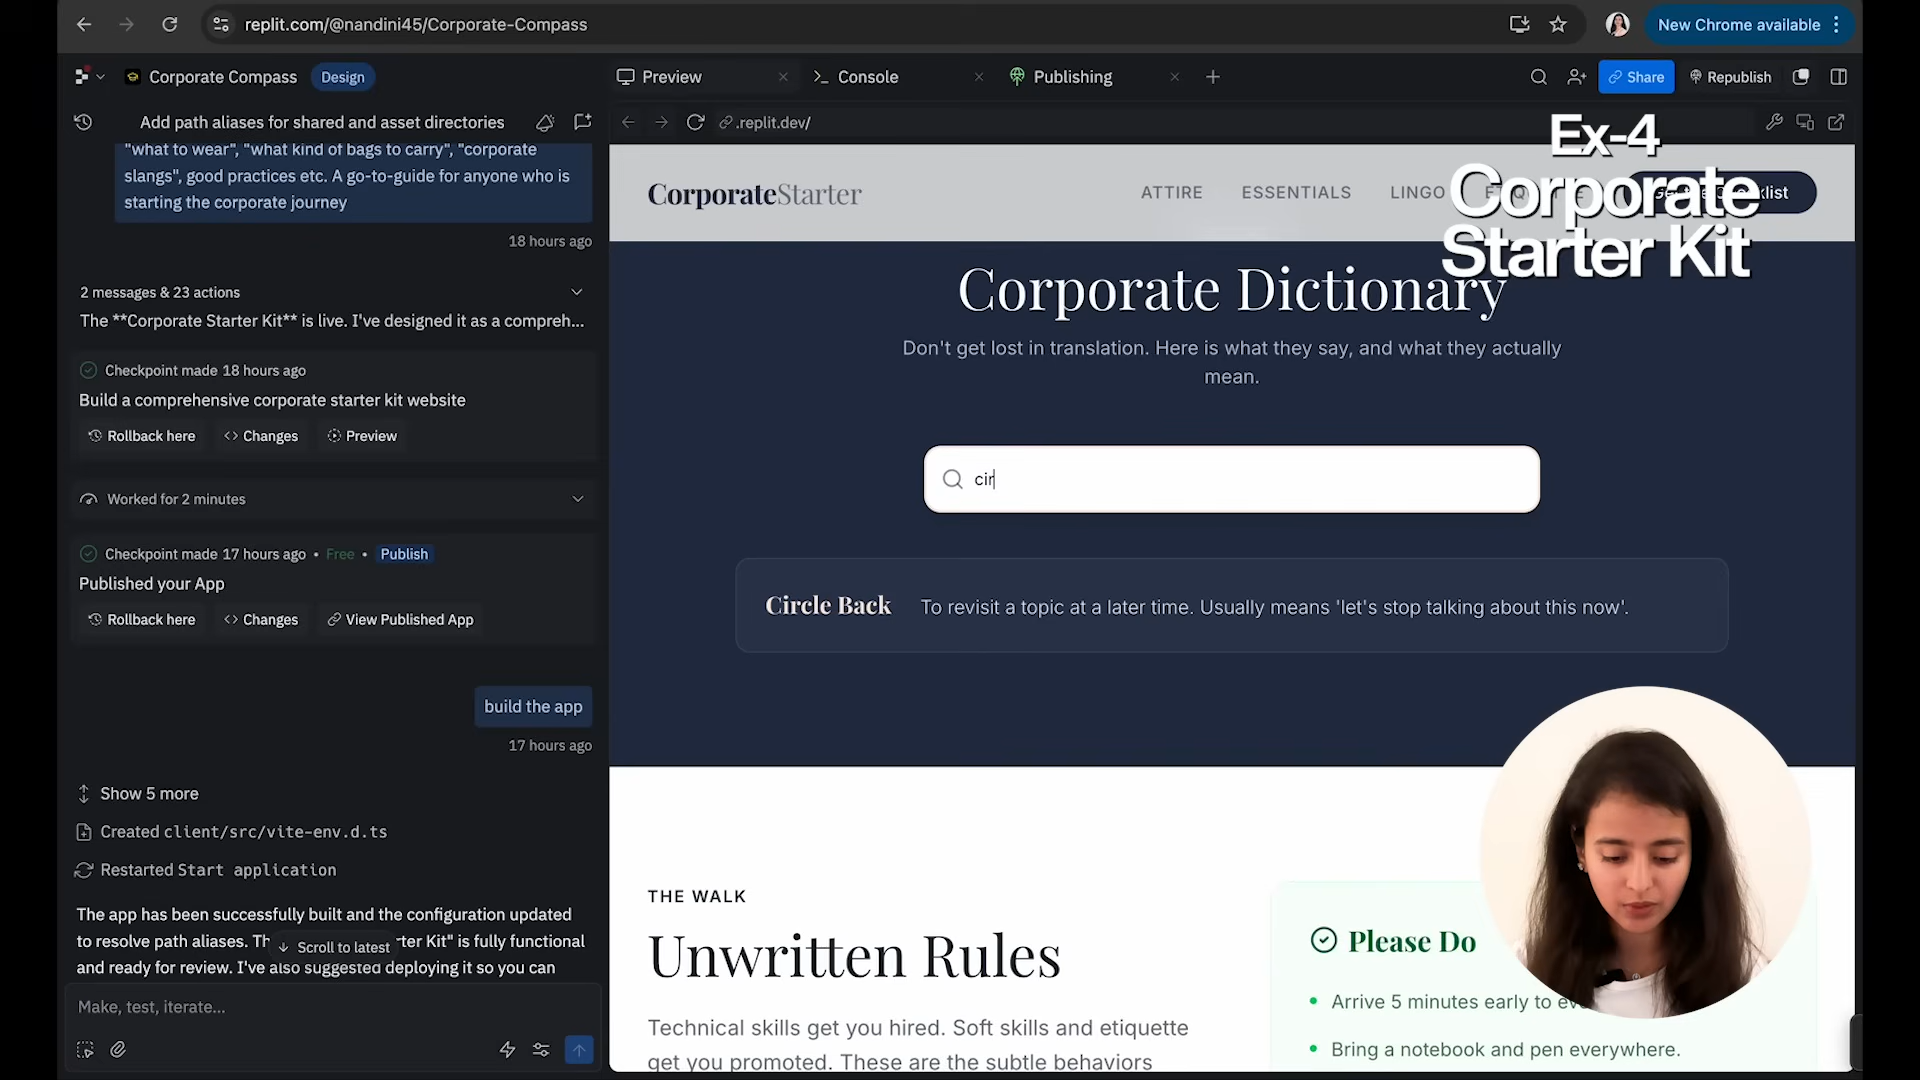 replit.com/@nandini45/Corporate-Compass
New Chrome available
Corporate Compass
Design
Preview
Console
Publishing
Share
Republish
Add path aliases for shared and asset directories
.replit.dev/
"what to wear", "what kind of bags to carry", "corporate
slangs", good practices etc. A go-to-guide for anyone who is
starting the corporate journey
18 hours ago
2 messages & 23 actions
The **Corporate Starter Kit** is live. I've designed it as a compreh...
Checkpoint made 18 hours ago
Build a comprehensive corporate starter kit website
Rollback here
Changes
Preview
Worked for 2 minutes
Checkpoint made 17 hours ago • Free • Publish
Published your App
Rollback here
Changes
View Published App
build the app
17 hours ago
Show 5 more
Created client/src/vite-env.d.ts
Restarted Start application
The app has been successfully built and the configuration updated
to resolve path aliases. Scroll to latest Kit" is fully functional
and ready for review. I've also suggested deploying it so you can
Make, test, iterate...
Ex-4
Corporate
Starter Kit
CorporateStarter
ATTIRE
ESSENTIALS
LINGO
Corporate Dictionary
Don't get lost in translation. Here is what they say, and what they actually
mean.
cir
Circle Back
To revisit a topic at a later time. Usually means 'let's stop talking about this now'.
THE WALK
Unwritten Rules
Technical skills get you hired. Soft skills and etiquette
get you promoted. These are the subtle behaviors
Please Do
Arrive 5 minutes early to
Bring a notebook and pen everywhere.